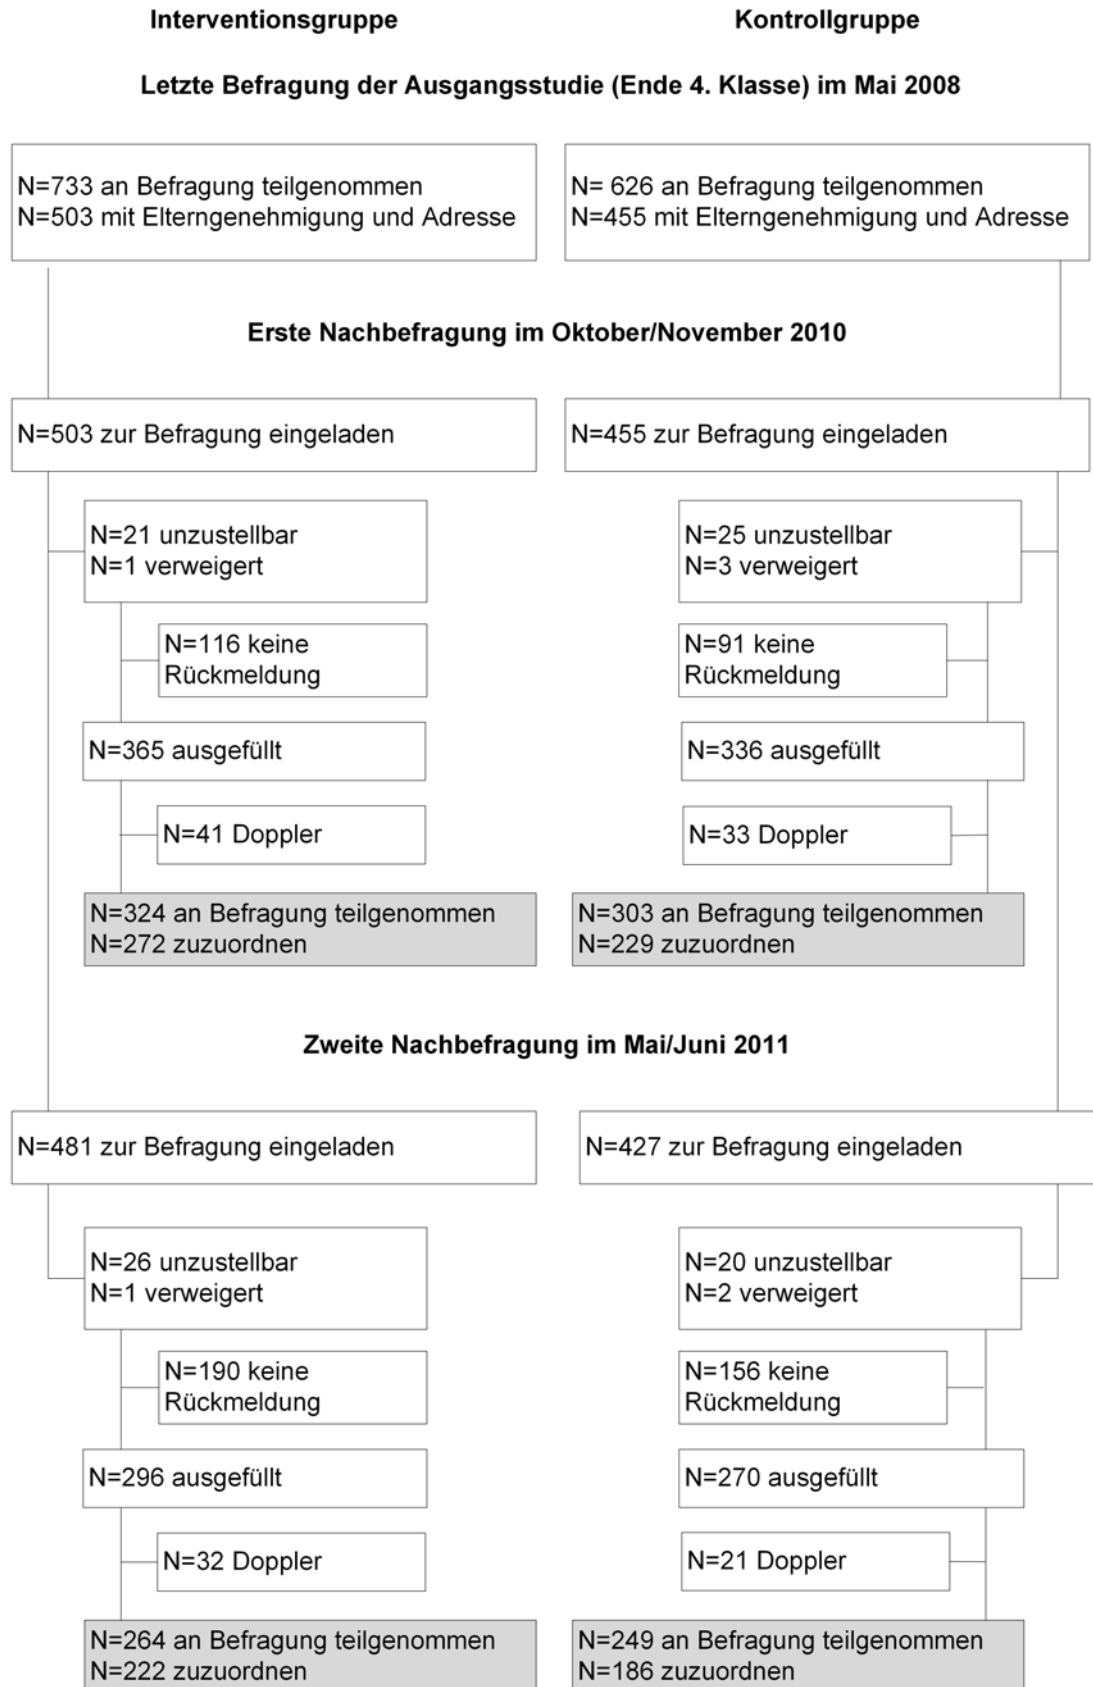 Interventionsgruppe
Kontrollgruppe
Letzte Befragung der Ausgangsstudie (Ende 4. Klasse) im Mai 2008
N=733 an Befragung teilgenommen
N=503 mit Elterngenehmigung und Adresse
N= 626 an Befragung teilgenommen
N=455 mit Elterngenehmigung und Adresse
Erste Nachbefragung im Oktober/November 2010
N=503 zur Befragung eingeladen
N=455 zur Befragung eingeladen
N=21 unzustellbar
N=1 verweigert
N=25 unzustellbar
N=3 verweigert
N=116 keine
Rückmeldung
N=91 keine
Rückmeldung
N=365 ausgefüllt
N=336 ausgefüllt
N=41 Doppler
N=33 Doppler
N=324 an Befragung teilgenommen
N=272 zuzuordnen
N=303 an Befragung teilgenommen
N=229 zuzuordnen
Zweite Nachbefragung im Mai/Juni 2011
N=481 zur Befragung eingeladen
N=427 zur Befragung eingeladen
N=26 unzustellbar
N=1 verweigert
N=20 unzustellbar
N=2 verweigert
N=190 keine
Rückmeldung
N=156 keine
Rückmeldung
N=296 ausgefüllt
N=270 ausgefüllt
N=32 Doppler
N=21 Doppler
N=264 an Befragung teilgenommen
N=222 zuzuordnen
N=249 an Befragung teilgenommen
N=186 zuzuordnen